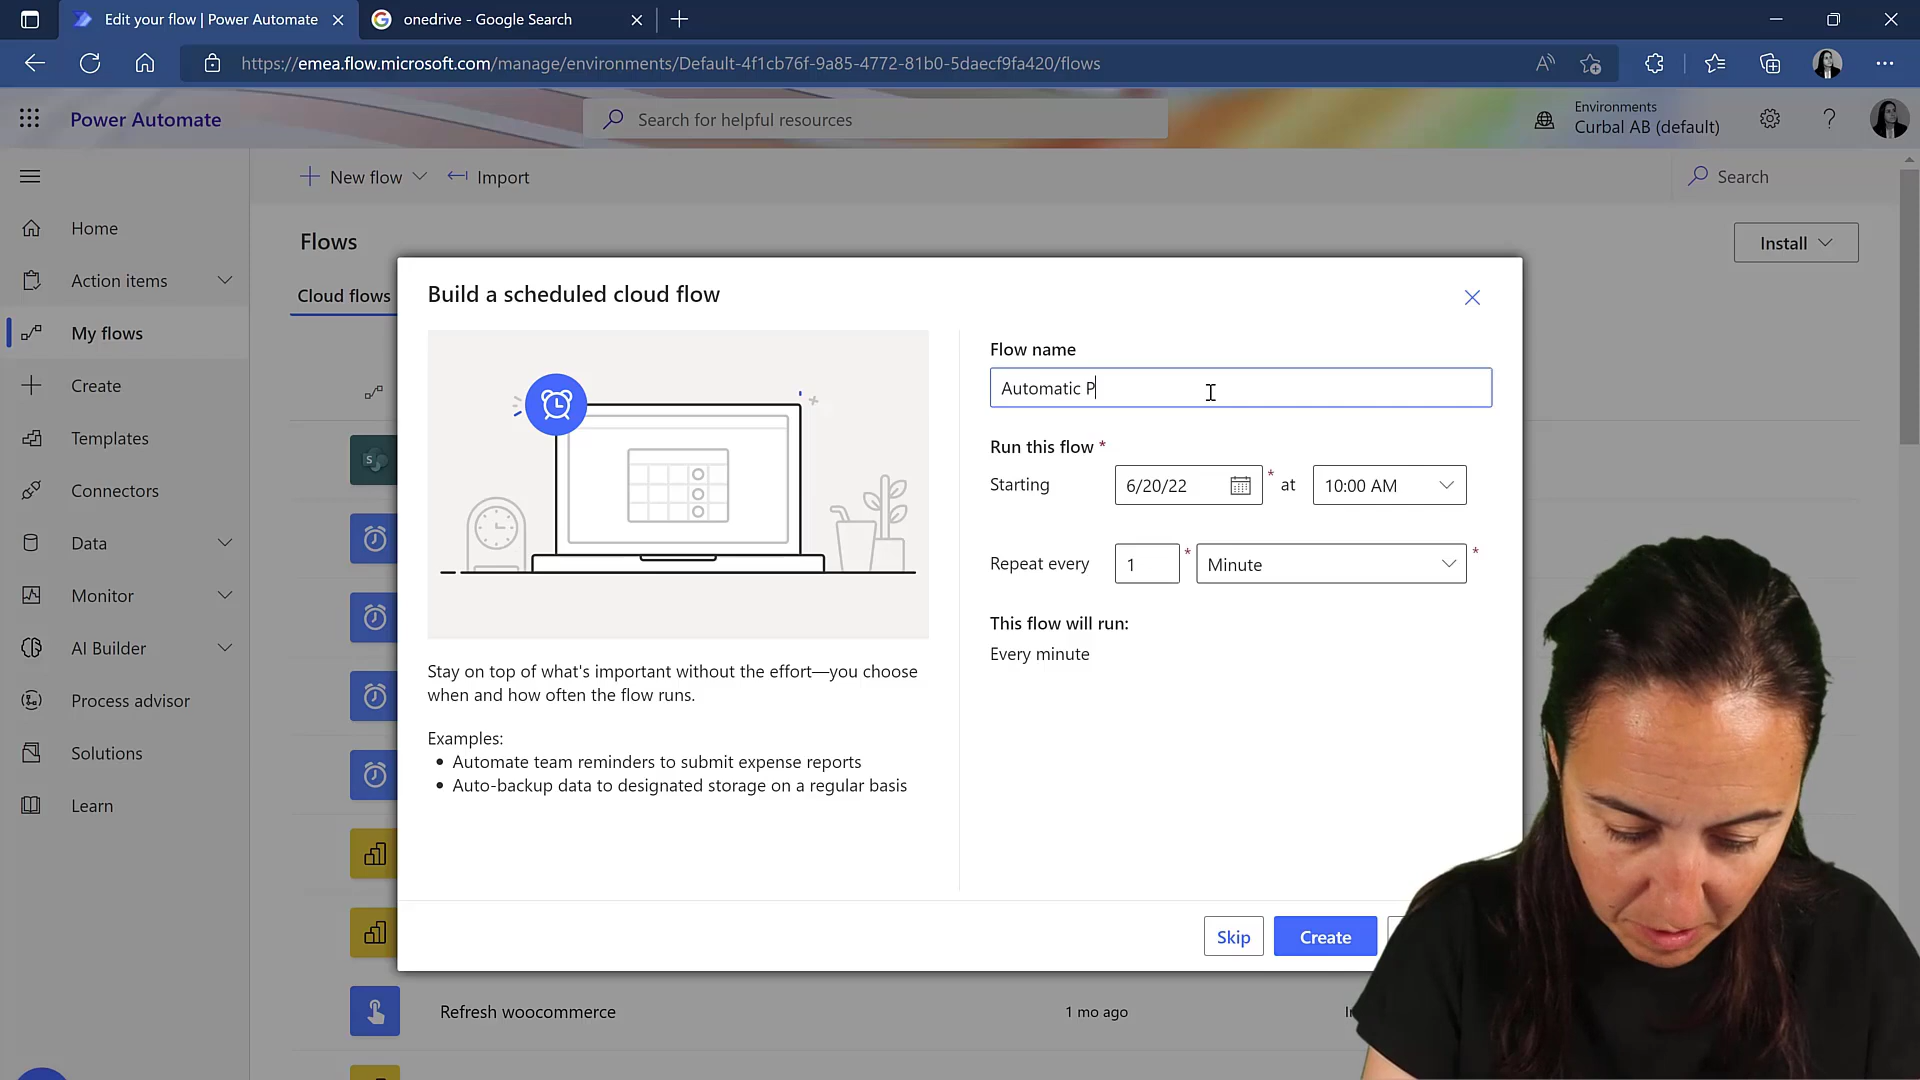 Edit your flow | Power Automate
onedrive - Google Search
https://emea.flow.microsoft.com/manage/environments/Default-4f1cb76f-9a85-4772-81b0-5daecf9fa420/flows
Power Automate
Search for helpful resources
Environments
Curbal AB (default)
New flow
Import
Search
Home
Action items
My flows
Create
Templates
Connectors
Data
Monitor
AI Builder
Process advisor
Solutions
Learn
Flows
Install
Cloud flows
Build a scheduled cloud flow
Stay on top of what's important without the effort—you choose
when and how often the flow runs.
Examples:
• Automate team reminders to submit expense reports
• Auto-backup data to designated storage on a regular basis
Flow name
Automatic P
Run this flow *
Starting 6/20/22 * at 10:00 AM
Repeat every 1 * Minute *
This flow will run:
Every minute
Skip
Create
Refresh woocommerce
1 mo ago